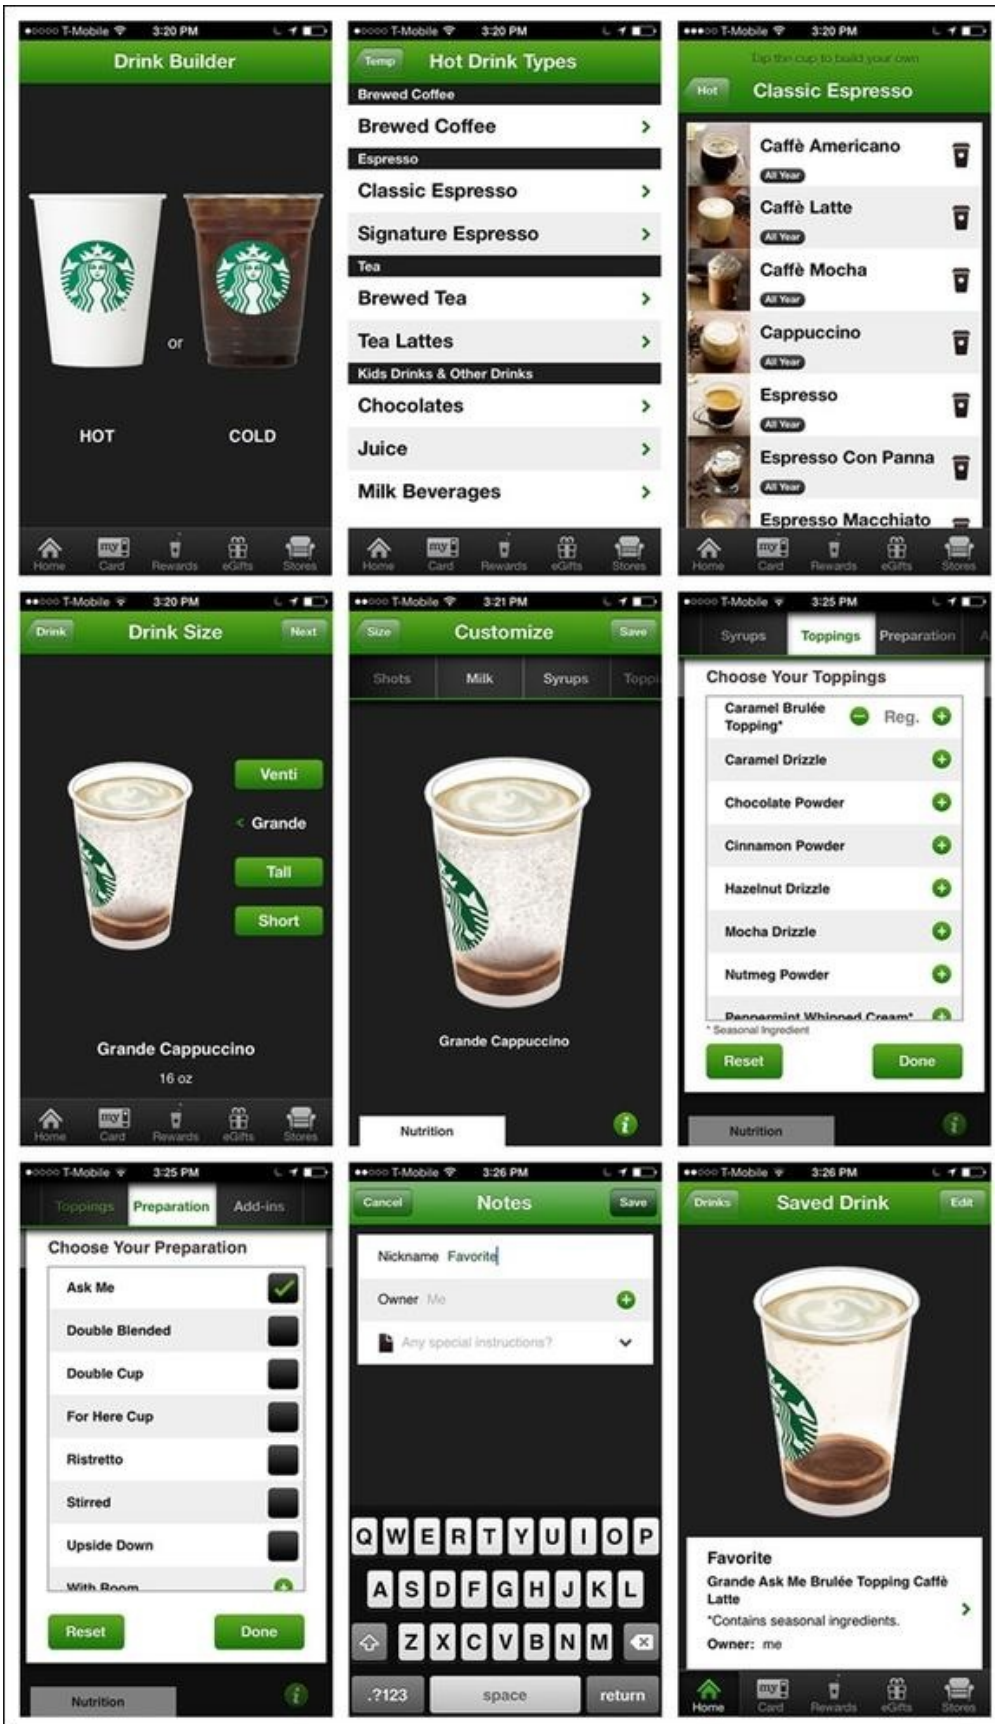 T-Mobile 3:20 PM
Drink Builder
or
HOT
COLD
Home
my
Card
Rewards
eGifts
Stores
T-Mobile 3:20 PM
Temp
Hot Drink Types
Brewed Coffee
Brewed Coffee
Espresso
Classic Espresso
Signature Espresso
Tea
Brewed Tea
Tea Lattes
Kids Drinks & Other Drinks
Chocolates
Juice
Milk Beverages
Home
my
Card
Rewards
eGifts
Stores
T-Mobile 3:20 PM
Tap the cup to build your own
Hot
Classic Espresso
Caffè Americano
All Year
Caffè Latte
All Year
Caffè Mocha
All Year
Cappuccino
All Year
Espresso
All Year
Espresso Con Panna
All Year
Espresso Macchiato
Home
my
Card
Rewards
eGifts
Stores
T-Mobile 3:20 PM
Drink
Drink Size
Next
Venti
< Grande
Tall
Short
Grande Cappuccino
16 oz
Home
my
Card
Rewards
eGifts
Stores
T-Mobile 3:21 PM
Size
Customize
Save
Shots
Milk
Syrups
Toppi
Grande Cappuccino
Nutrition
i
T-Mobile 3:25 PM
Syrups
Toppings
Preparation
A
Choose Your Toppings
Caramel Brulée
Topping*
Reg.
Caramel Drizzle
Chocolate Powder
Cinnamon Powder
Hazelnut Drizzle
Mocha Drizzle
Nutmeg Powder
Peppermint Whipped Cream*
* Seasonal Ingredient
Reset
Done
Nutrition
i
T-Mobile 3:25 PM
Toppings
Preparation
Add-ins
Choose Your Preparation
Ask Me
Double Blended
Double Cup
For Here Cup
Ristretto
Stirred
Upside Down
With Room
Reset
Done
Nutrition
i
T-Mobile 3:26 PM
Cancel
Notes
Save
Nickname Favorite
Owner Me
Any special instructions?
Q W E R T Y U I O P
A S D F G H J K L
Z X C V B N M
.?123
space
return
T-Mobile 3:26 PM
Drinks
Saved Drink
Edit
Favorite
Grande Ask Me Brulée Topping Caffè
Latte
*Contains seasonal ingredients.
Owner: me
Home
my
Card
Rewards
eGifts
Stores